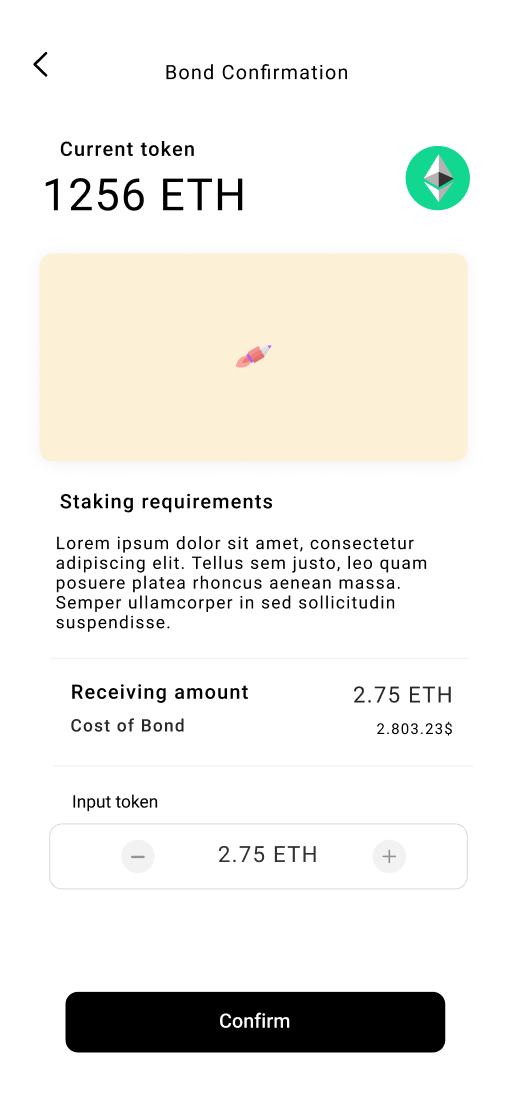 Bond Confirmation
Current token
1256 ETH
Staking requirements
Lorem ipsum dolor sit amet, consectetur
adipiscing elit. Tellus sem justo, leo quam
posuere platea rhoncus aenean massa.
Semper ullamcorper in sed sollicitudin
suspendisse.
Receiving amount
2.75 ETH
Cost of Bond
2.803.23$
Input token
2.75 ETH
Confirm